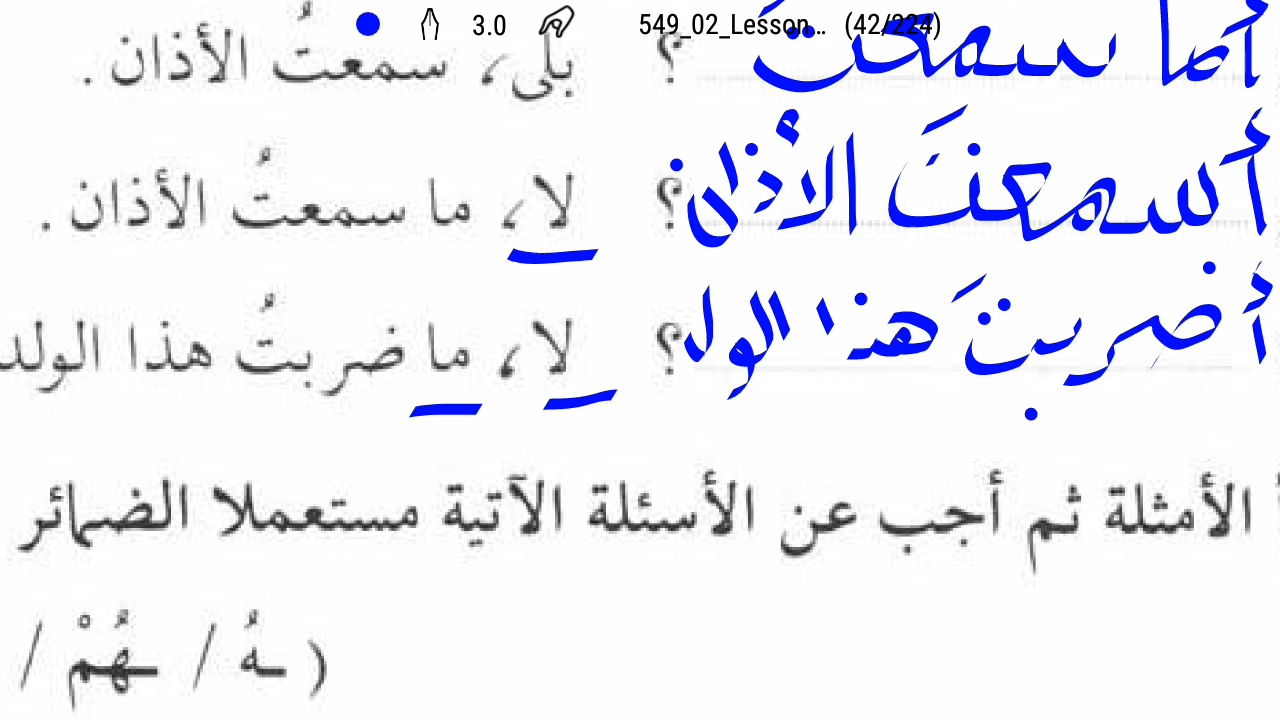 3.0 549_02_Lesson... (42/224)
أما سمعتَ ؟ بلى، سمعتُ الأذان .
أسمعتَ الأذان ؟ لا، ما سمعتُ الأذان .
أضربتَ هذا الولد ؟ لا، ما ضربتُ هذا الولد
الأمثلة ثم أجب عن الأسئلة الآتية مستعملا الضمائر
( ـهُ / ـهُمْ /